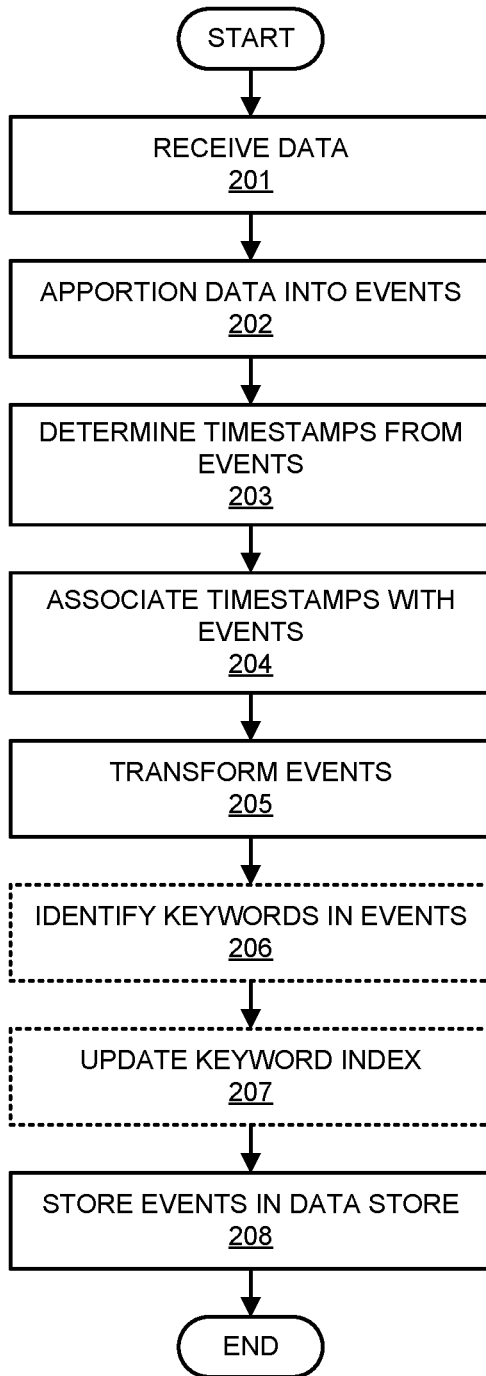 START
RECEIVE DATA
201
APPORTION DATA INTO EVENTS
202
DETERMINE TIMESTAMPS FROM
EVENTS
203
ASSOCIATE TIMESTAMPS WITH
EVENTS
204
TRANSFORM EVENTS
205
IDENTIFY KEYWORDS IN EVENTS
206
UPDATE KEYWORD INDEX
207
STORE EVENTS IN DATA STORE
208
END